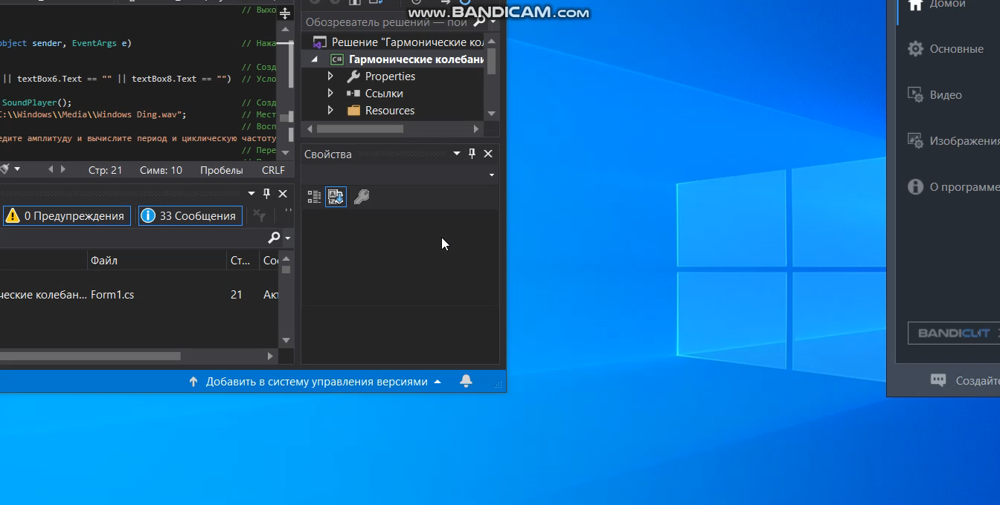 www.BANDICAM.com
// Выхо
object sender, EventArgs e)
// Нажа
// Созд
|| textBox6.Text == "" || textBox8.Text == "")
// Усло
SoundPlayer();
// Созд
C:\\Windows\\Media\\Windows Ding.wav";
// Мест
// Восп
едите амплитуду и вычислите период и циклическую частоту
// Пере
Стр: 21
Симв: 10
Пробелы
CRLF
0 Предупреждения
33 Сообщения
Файл
Ст...
Со
ческие колебан...
Form1.cs
21
Акт
Обозреватель решений — пои
Решение "Гармонические кол
C# Гармонические колебани
Properties
Ссылки
Resources
Свойства
Добавить в систему управления версиями
Домой
Основные
Видео
Изображения
О программе
BANDICUT
Создайте